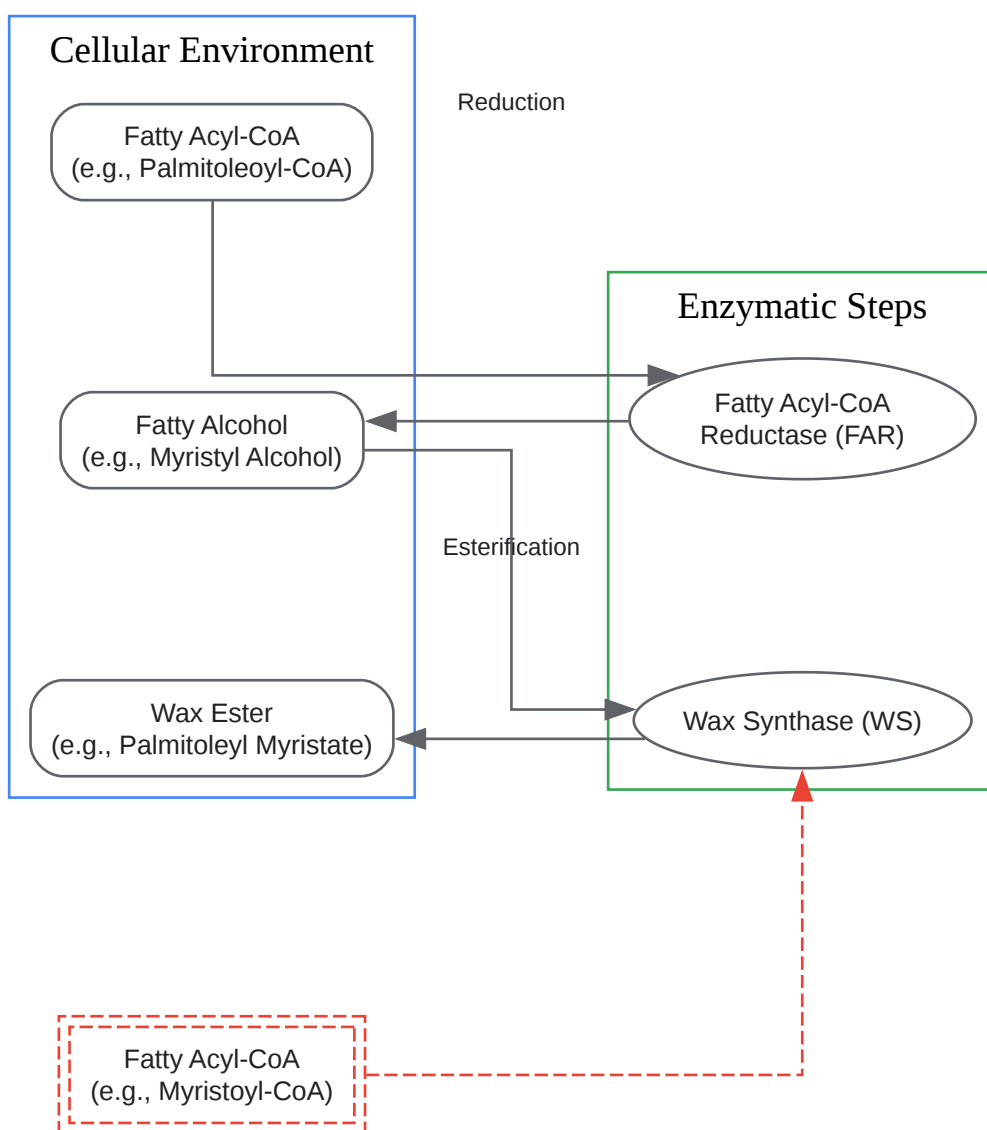 Cellular Environment
Reduction
Fatty Acyl-CoA
(e.g., Palmitoleoyl-CoA)
Enzymatic Steps
Fatty Acyl-CoA
Reductase (FAR)
Fatty Alcohol
(e.g., Myristyl Alcohol)
Esterification
Wax Ester
(e.g., Palmitoleyl Myristate)
Wax Synthase (WS)
Fatty Acyl-CoA
(e.g., Myristoyl-CoA)